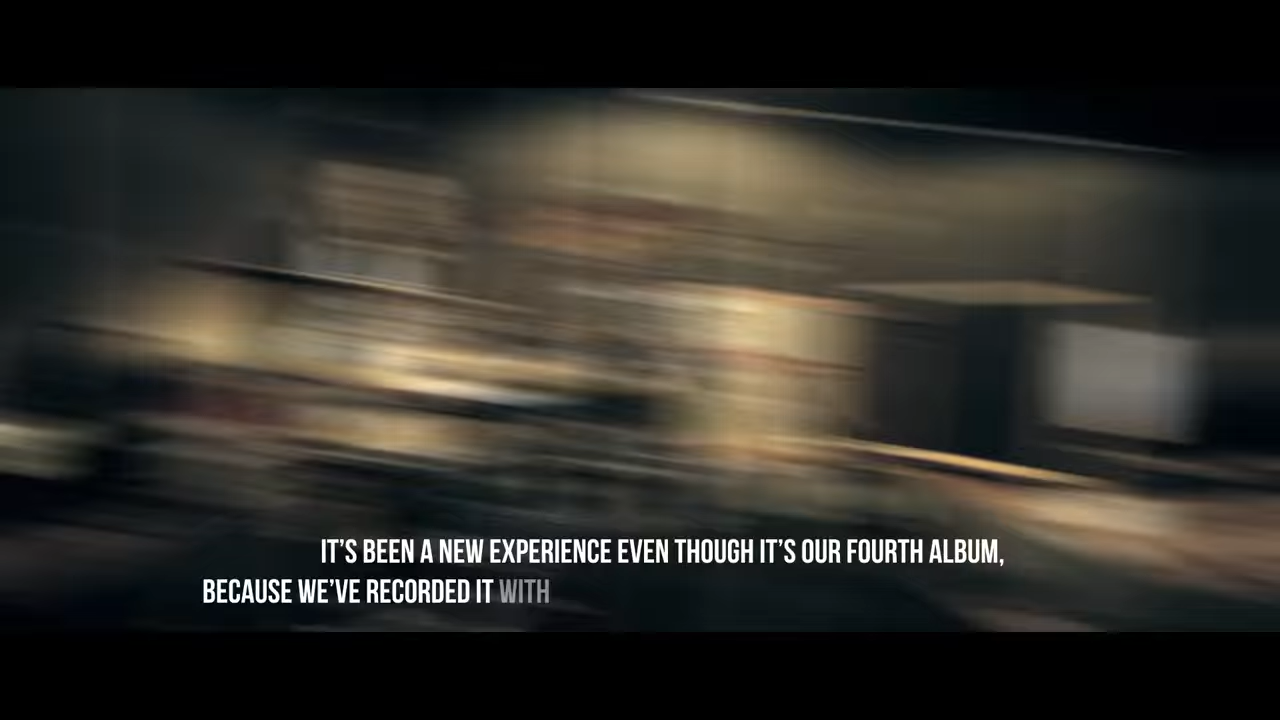 IT’S BEEN A NEW EXPERIENCE EVEN THOUGH IT’S OUR FOURTH ALBUM,
BECAUSE WE’VE RECORDED IT WITH